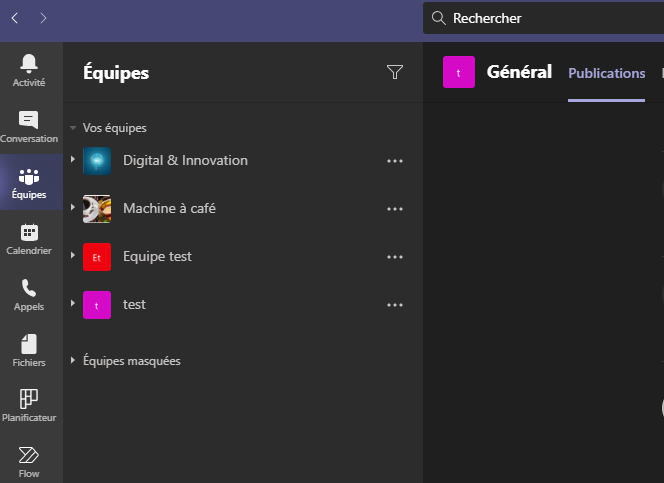 Rechercher
Activité
Conversation
Équipes
Calendrier
Appels
Fichiers
Planificateur
Flow
Équipes
Vos équipes
Digital & Innovation
Machine à café
Et Equipe test
t test
Équipes masquées
t Général Publications